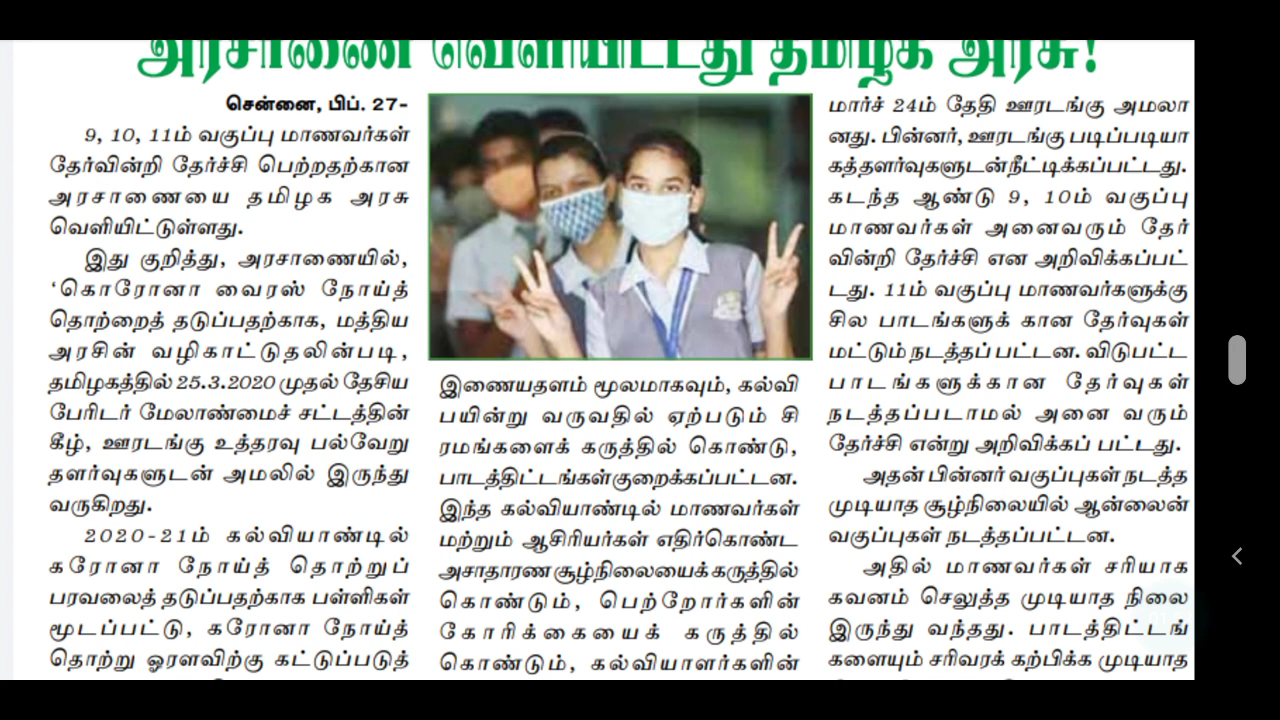 அரசாணை வெளியிட்டது தமிழக அரசு!
சென்னை, பிப். 27-
9, 10, 11ம் வகுப்பு மாணவர்கள்
தேர்வின்றி தேர்ச்சி பெற்றதற்கான
அரசாணையை தமிழக அரசு
வெளியிட்டுள்ளது.
இது குறித்து, அரசாணையில்,
‘கொரோனா வைரஸ் நோய்த்
தொற்றைத் தடுப்பதற்காக, மத்திய
அரசின் வழிகாட்டுதலின்படி,
தமிழகத்தில் 25.3.2020 முதல் தேசிய
பேரிடர் மேலாண்மைச் சட்டத்தின்
கீழ், ஊரடங்கு உத்தரவு பல்வேறு
தளர்வுகளுடன் அமலில் இருந்து
வருகிறது.
2020-21ம் கல்வியாண்டில்
கரோனா நோய்த் தொற்றுப்
பரவலைத் தடுப்பதற்காக பள்ளிகள்
மூடப்பட்டு, கரோனா நோய்த்
தொற்று ஓரளவிற்கு கட்டுப்படுத்
இணையதளம் மூலமாகவும், கல்வி
பயின்று வருவதில் ஏற்படும் சி
ரமங்களைக் கருத்தில் கொண்டு,
பாடத்திட்டங்கள் குறைக்கப்பட்டன.
இந்த கல்வியாண்டில் மாணவர்கள்
மற்றும் ஆசிரியர்கள் எதிர்கொண்ட
அசாதாரண சூழ்நிலையைக் கருத்தில்
கொண்டும், பெற்றோர்களின்
கோரிக்கையைக் கருத்தில்
கொண்டும், கல்வியாளர்களின்
மார்ச் 24ம் தேதி ஊரடங்கு அமலா
னது. பின்னர், ஊரடங்கு படிப்படியா
கத்தளர்வுகளுடன் நீட்டிக்கப்பட்டது.
கடந்த ஆண்டு 9, 10ம் வகுப்பு
மாணவர்கள் அனைவரும் தேர்
வின்றி தேர்ச்சி என அறிவிக்கப்பட்
டது. 11ம் வகுப்பு மாணவர்களுக்கு
சில பாடங்களுக் கான தேர்வுகள்
மட்டும் நடத்தப் பட்டன. விடுபட்ட
பாடங்களுக்கான தேர்வுகள்
நடத்தப்படாமல் அனை வரும்
தேர்ச்சி என்று அறிவிக்கப் பட்டது.
அதன் பின்னர் வகுப்புகள் நடத்த
முடியாத சூழ்நிலையில் ஆன்லைன்
வகுப்புகள் நடத்தப்பட்டன.
அதில் மாணவர்கள் சரியாக
கவனம் செலுத்த முடியாத நிலை
இருந்து வந்தது. பாடத்திட்டங்
களையும் சரிவரக் கற்பிக்க முடியாத